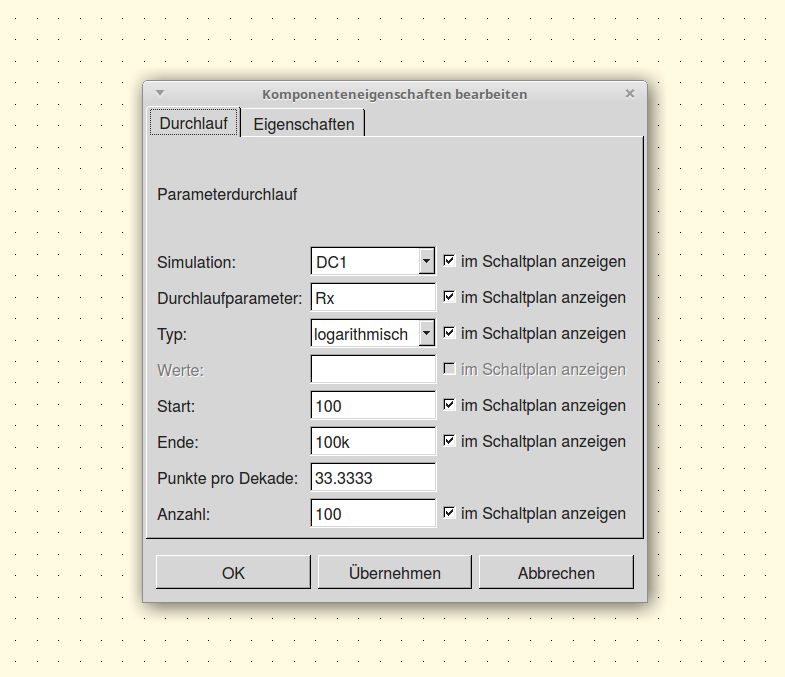 Komponenteneigenschaften bearbeiten
Durchlauf Eigenschaften
Parameterdurchlauf
Simulation: DC1 im Schaltplan anzeigen
Durchlaufparameter: Rx im Schaltplan anzeigen
Typ: logarithmisch im Schaltplan anzeigen
Werte: im Schaltplan anzeigen
Start: 100 im Schaltplan anzeigen
Ende: 100k im Schaltplan anzeigen
Punkte pro Dekade: 33.3333
Anzahl: 100 im Schaltplan anzeigen
OK Übernehmen Abbrechen